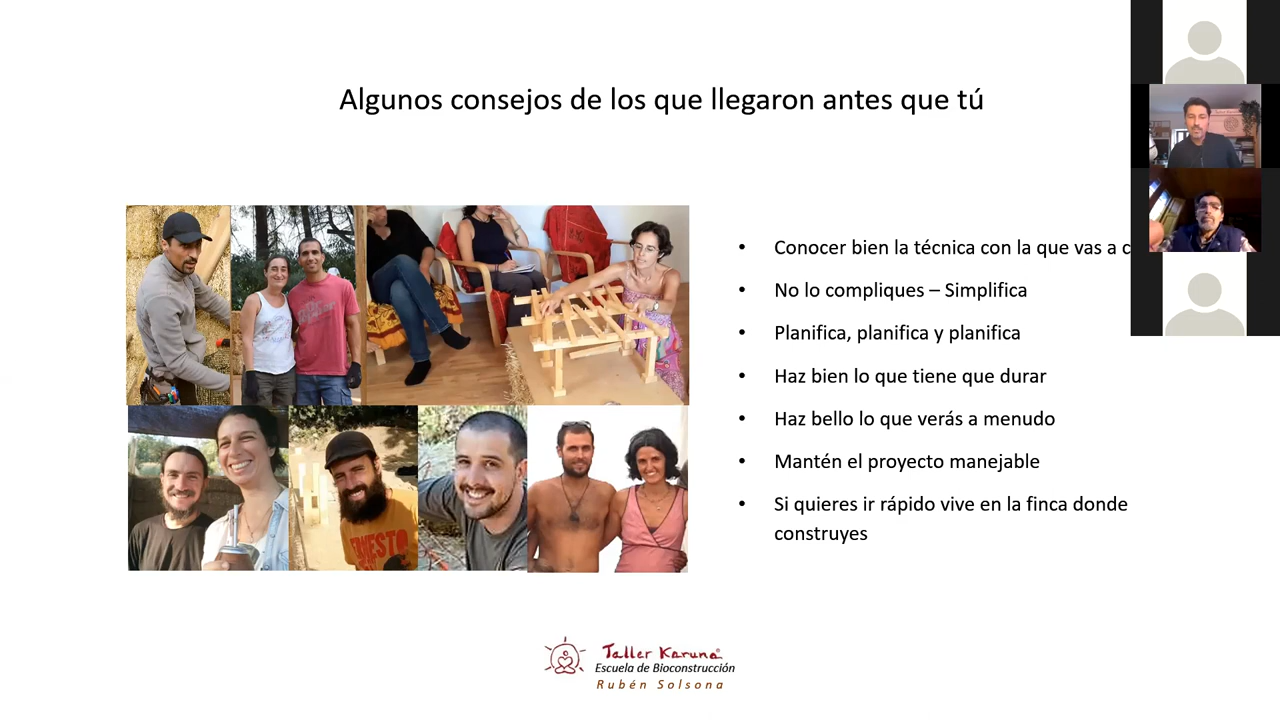 Algunos consejos de los que llegaron antes que tú
• Conocer bien la técnica con la que vas a
• No lo compliques – Simplifica
• Planifica, planifica y planifica
• Haz bien lo que tiene que durar
• Haz bello lo que verás a menudo
• Mantén el proyecto manejable
• Si quieres ir rápido vive en la finca donde
construyes
ERNESTO
Taller Karuna
Escuela de Bioconstrucción
Rubén Solsona